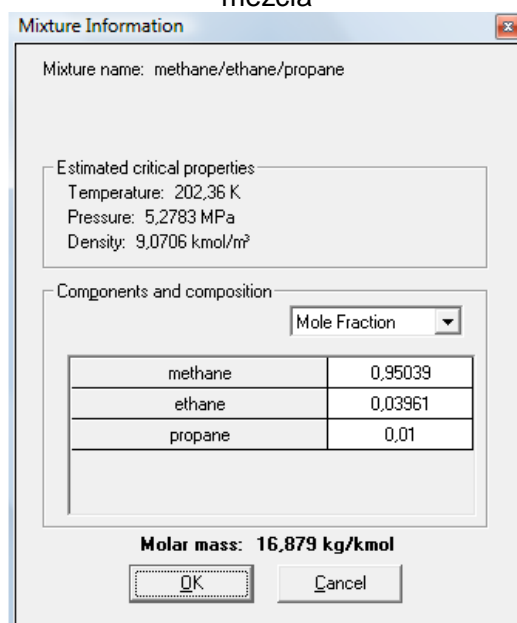 mezcla
Mixture Information
Mixture name: methane/ethane/propane
Estimated critical properties
Temperature: 202,36 K
Pressure: 5,2783 MPa
Density: 9,0706 kmol/m³
Components and composition
Mole Fraction
methane 0,95039
ethane 0,03961
propane 0,01
Molar mass: 16,879 kg/kmol
OK Cancel